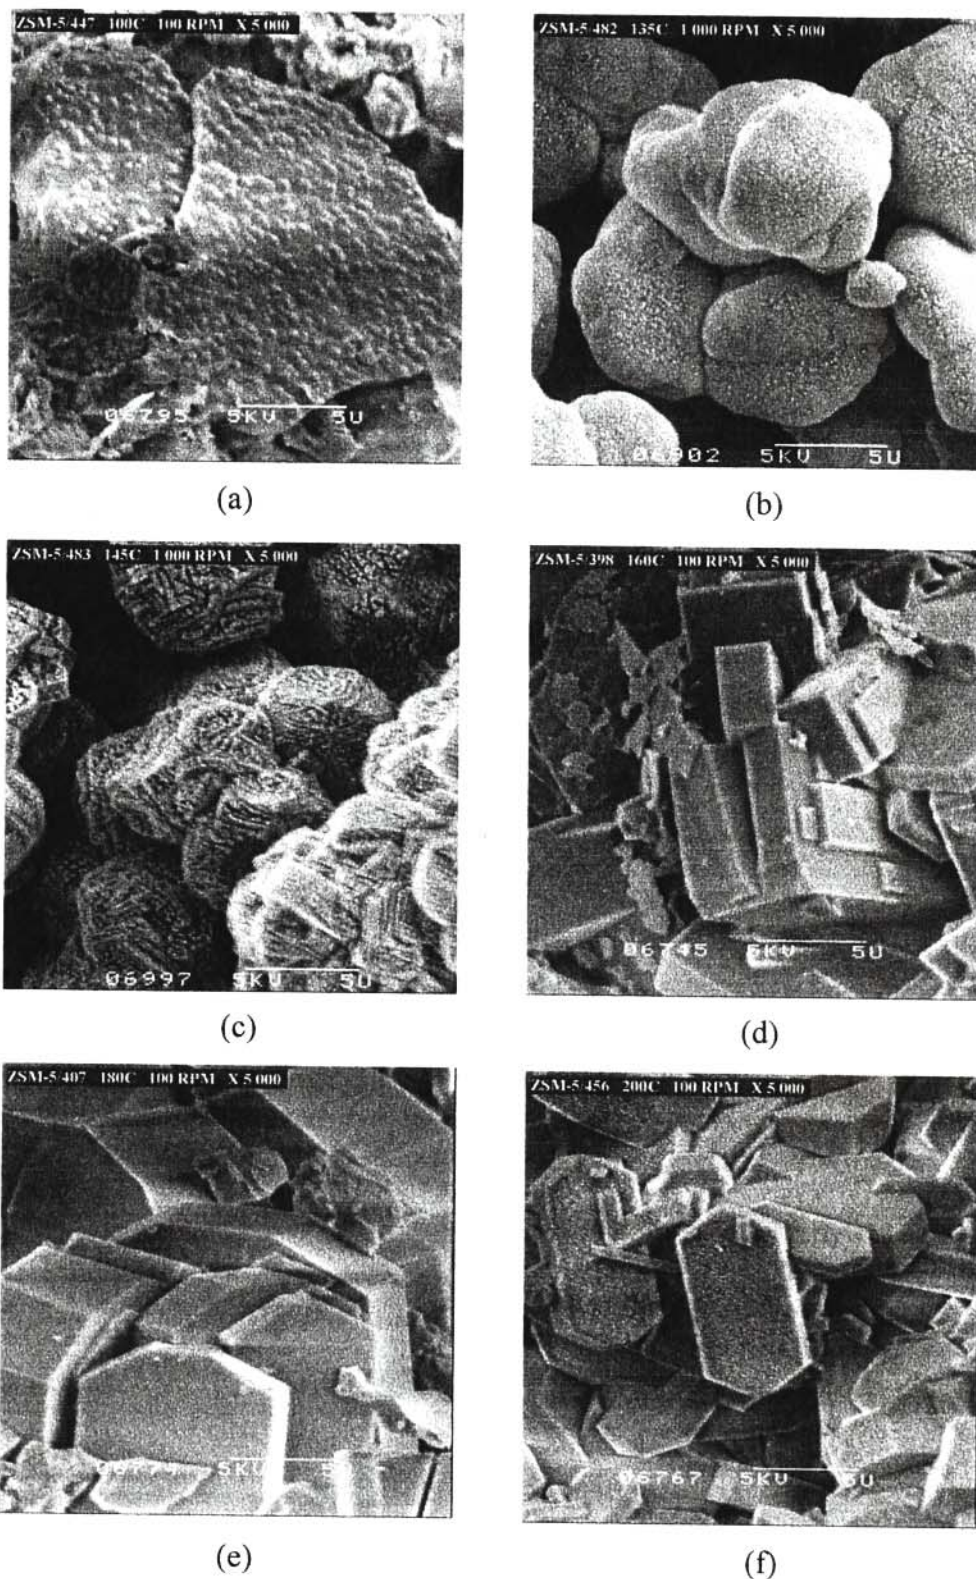 ZSM-5/447 100C 100 RPM X 5 000
06795 5KV 5U
(a)
ZSM-5/482 135C 1 000 RPM X 5 000
06902 5KV 5U
(b)
ZSM-5/483 145C 1 000 RPM X 5 000
06997 5KV 5U
(c)
ZSM-5/398 160C 100 RPM X 5 000
06745 5KV 5U
(d)
ZSM-5/407 180C 100 RPM X 5 000
5KV
(e)
ZSM-5/456 200C 100 RPM X 5 000
06767 5KV 5U
(f)